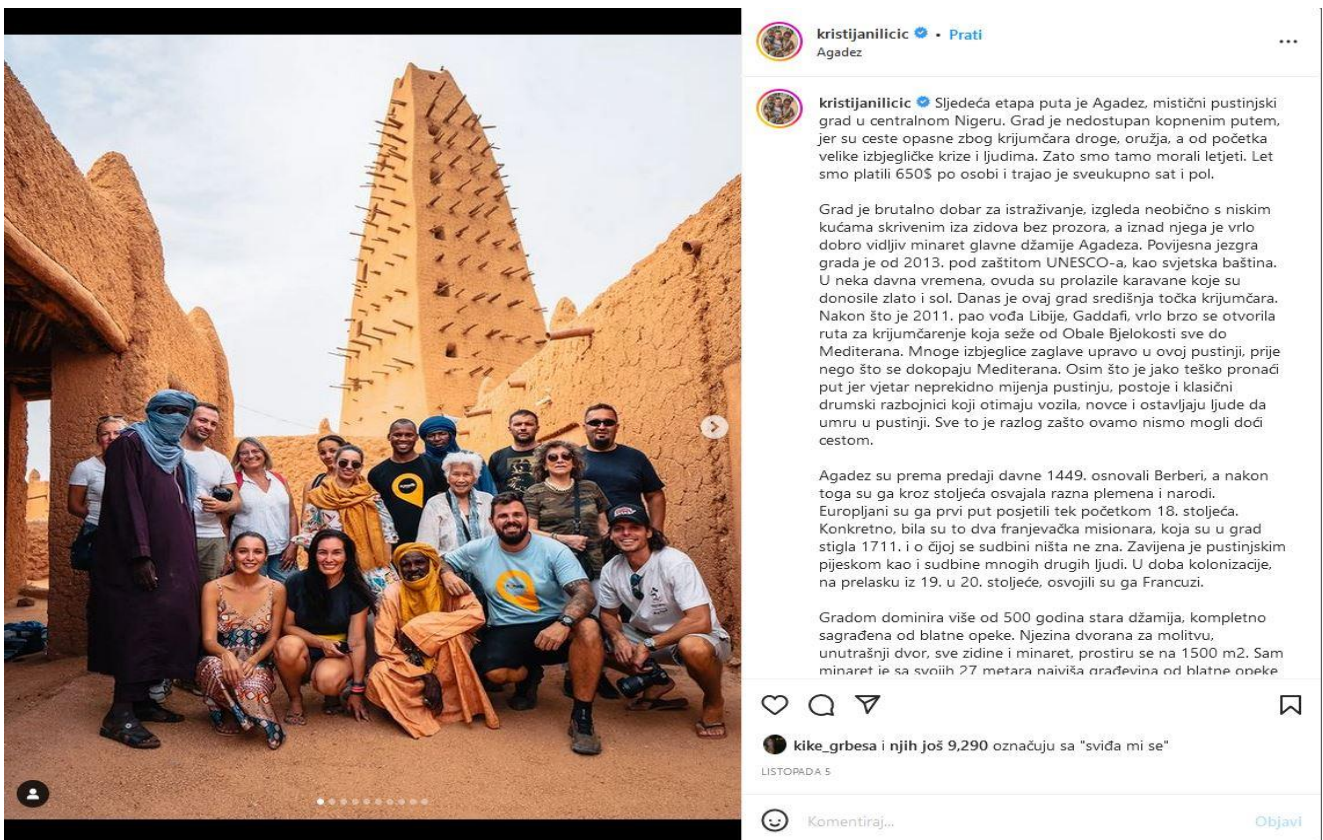 kristijanilicic • Prati
Agadez
kristijanilicic Sljedeća etapa puta je Agadez, mistični pustinjski
grad u centralnom Nigeru. Grad je nedostupan kopnenim putem,
jer su ceste opasne zbog krijumčara droge, oružja, a od početka
velike izbjegličke krize i ljudima. Zato smo tamo morali letjeti. Let
smo platili 650$ po osobi i trajao je sveukupno sat i pol.
Grad je brutalno dobar za istraživanje, izgleda neobično s niskim
kućama skrivenim iza zidova bez prozora, a iznad njega je vrlo
dobro vidljiv minaret glavne džamije Agadeza. Povijesna jezgra
grada je od 2013. pod zaštitom UNESCO-a, kao svjetska baština.
U neka davna vremena, ovuda su prolazile karavane koje su
donosile zlato i sol. Danas je ovaj grad središnja točka krijumčara.
Nakon što je 2011. pao vođa Libije, Gaddafi, vrlo brzo se otvorila
ruta za krijumčarenje koja seže od Obale Bjelokosti sve do
Mediterana. Mnoge izbjeglice zaglave upravo u ovoj pustinji, prije
nego što se dokopaju Mediterana. Osim što je jako teško pronaći
put jer vjetar neprekidno mijenja pustinju, postoje i klasični
drumski razbojnici koji otimaju vozila, novce i ostavljaju ljude da
umru u pustinji. Sve to je razlog zašto ovamo nismo mogli doći
cestom.
Agadez su prema predaji davne 1449. osnovali Berberi, a nakon
toga su ga kroz stoljeća osvajala razna plemena i narodi.
Europljani su ga prvi put posjetili tek početkom 18. stoljeća.
Konkretno, bila su to dva franjevačka misionara, koja su u grad
stigla 1711. i o čijoj se sudbini ništa ne zna. Zavijena je pustinjskim
pijeskom kao i sudbine mnogih drugih ljudi. U doba kolonizacije,
na prelasku iz 19. u 20. stoljeće, osvojili su ga Francuzi.
Gradom dominira više od 500 godina stara džamija, kompletno
sagrađena od blatne opeke. Njezina dvorana za molitvu,
unutrašnji dvor, sve zidine i minaret, prostiru se na 1500 m2. Sam
minaret je sa svojih 27 metara najviša građevina od blatne opeke
kike_grbesa i njih još 9,290 označuju sa "sviđa mi se"
LISTOPADA 5
Komentiraj...
Objavi